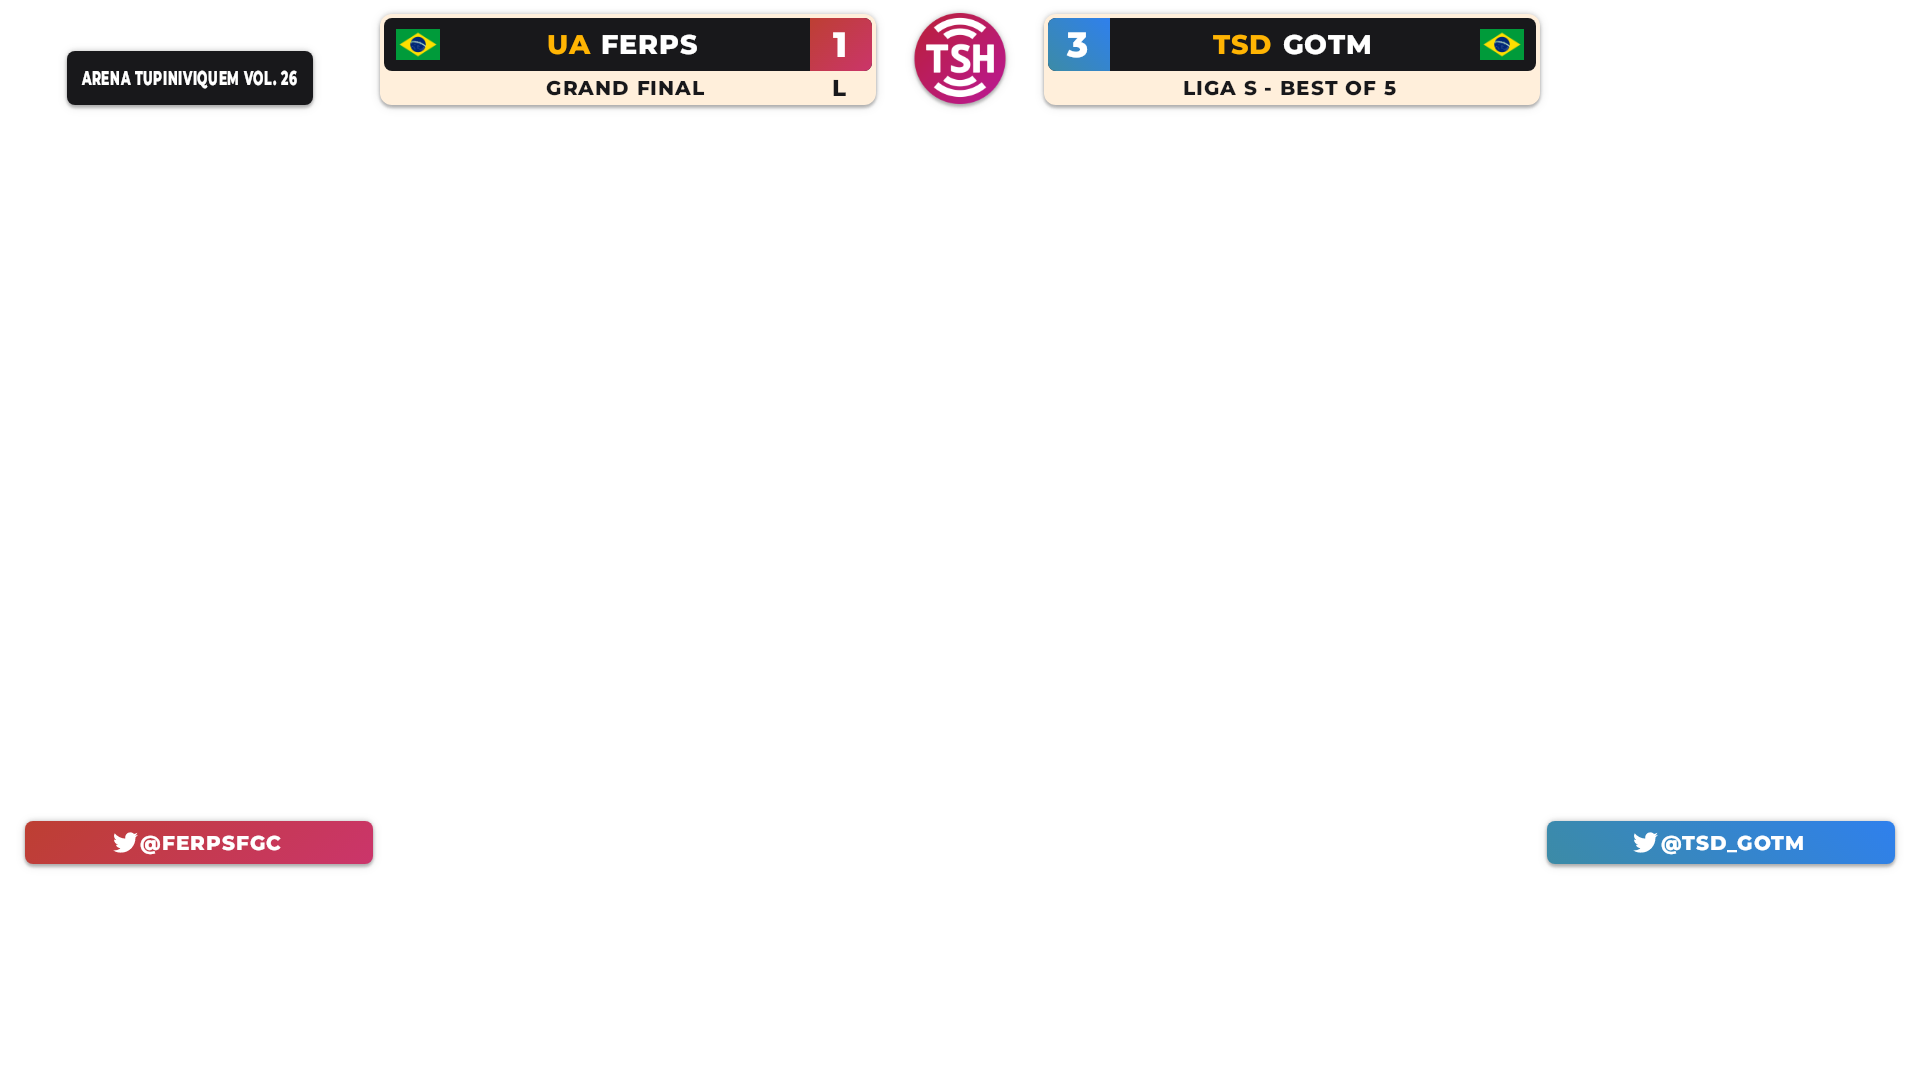 ARENA TUPINIVIQUEM VOL. 26
UA FERPS 1
GRAND FINAL L
TSH
3 TSD GOTM
LIGA S - BEST OF 5
@FERPSFGC
@TSD_GOTM